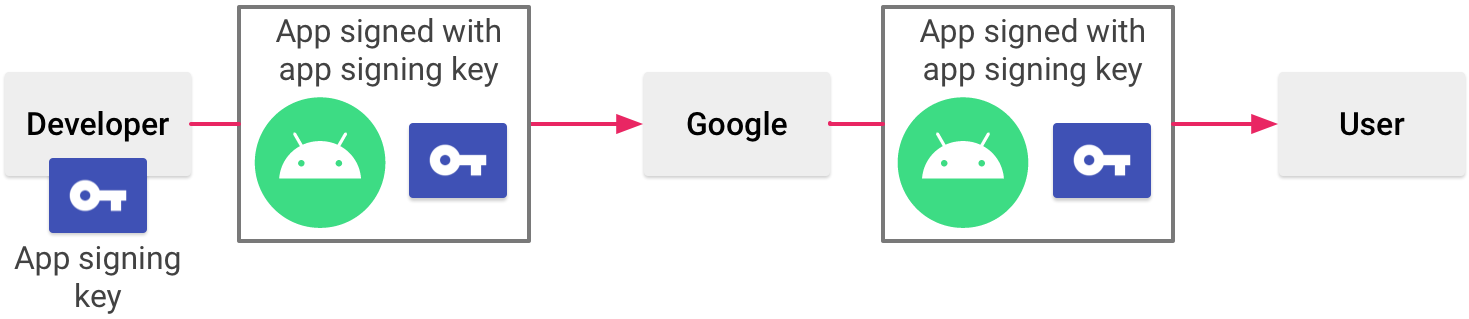 App signed with
app signing key
App signed with
app signing key
Developer
Google
User
App signing
key